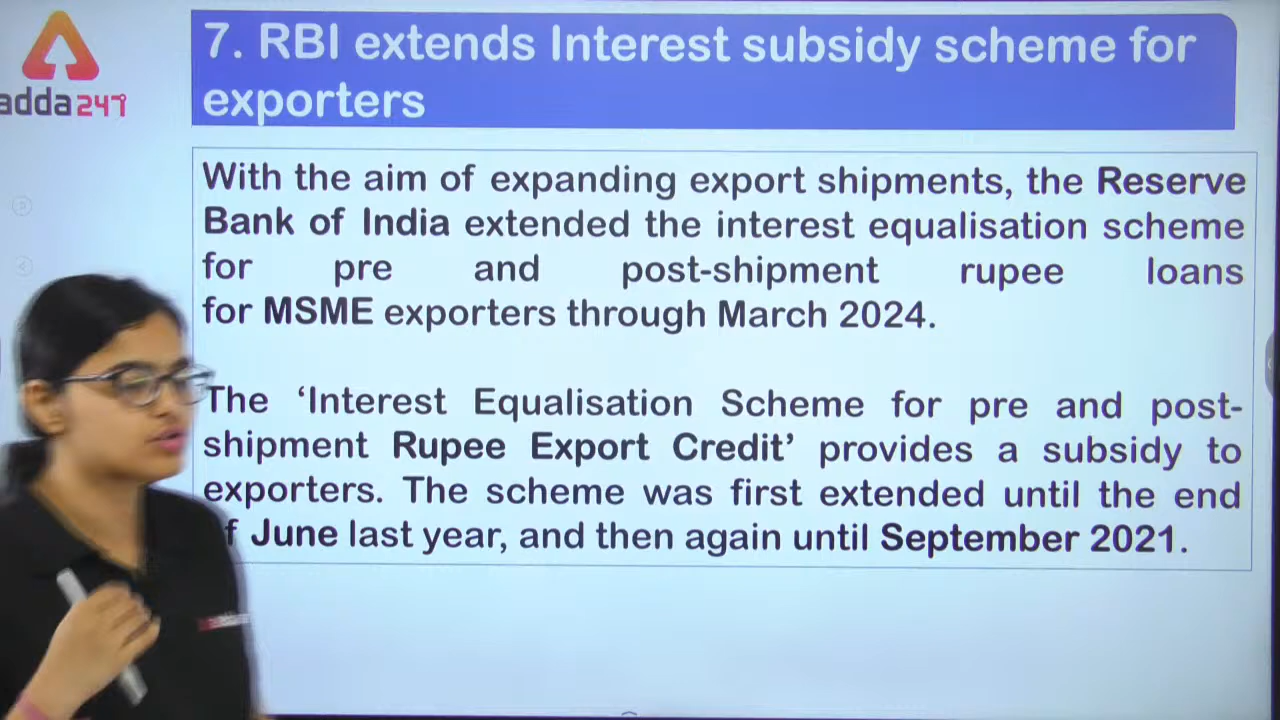 adda247
7. RBI extends Interest subsidy scheme for
exporters
With the aim of expanding export shipments, the Reserve
Bank of India extended the interest equalisation scheme
for pre and post-shipment rupee loans
for MSME exporters through March 2024.
The ‘Interest Equalisation Scheme for pre and post-
shipment Rupee Export Credit’ provides a subsidy to
exporters. The scheme was first extended until the end
f June last year, and then again until September 2021.